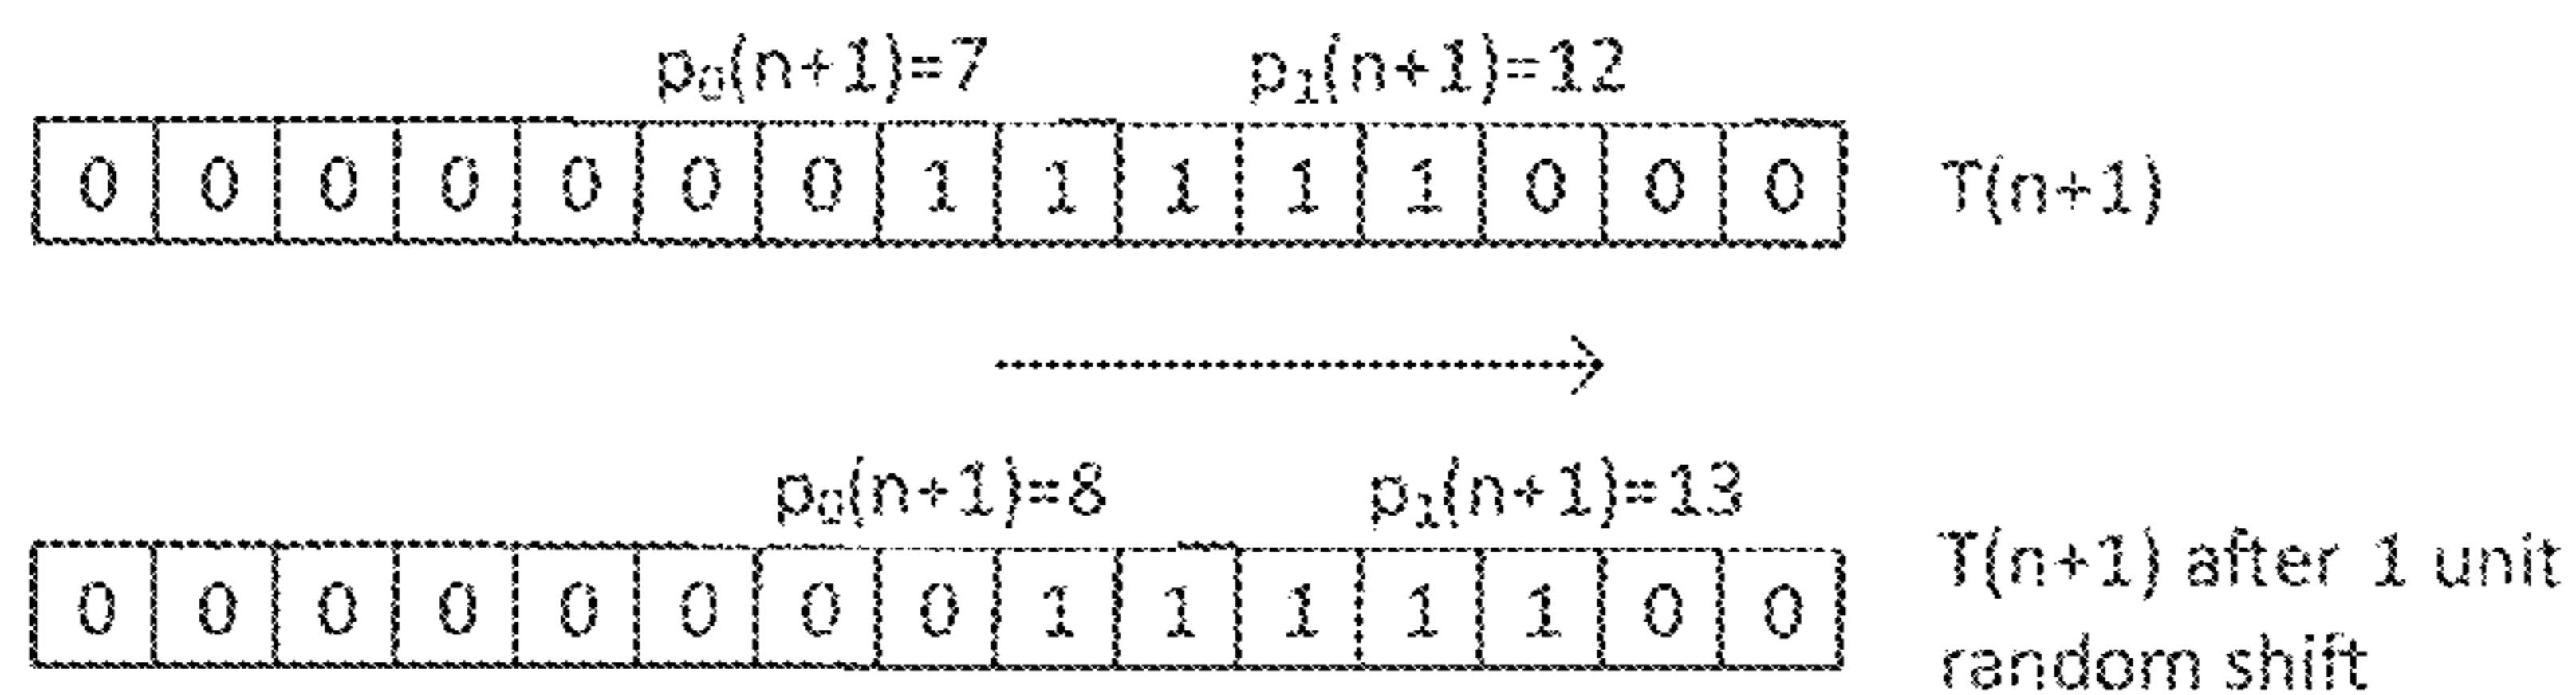 p₀(n+1)=7 p₁(n+1)=12
0 0 0 0 0 0 0 1 1 1 1 1 0 0 0 T(n+1)
p₀(n+1)=8 p₁(n+1)=13
0 0 0 0 0 0 0 0 1 1 1 1 1 0 0 T(n+1) after 1 unit
random shift